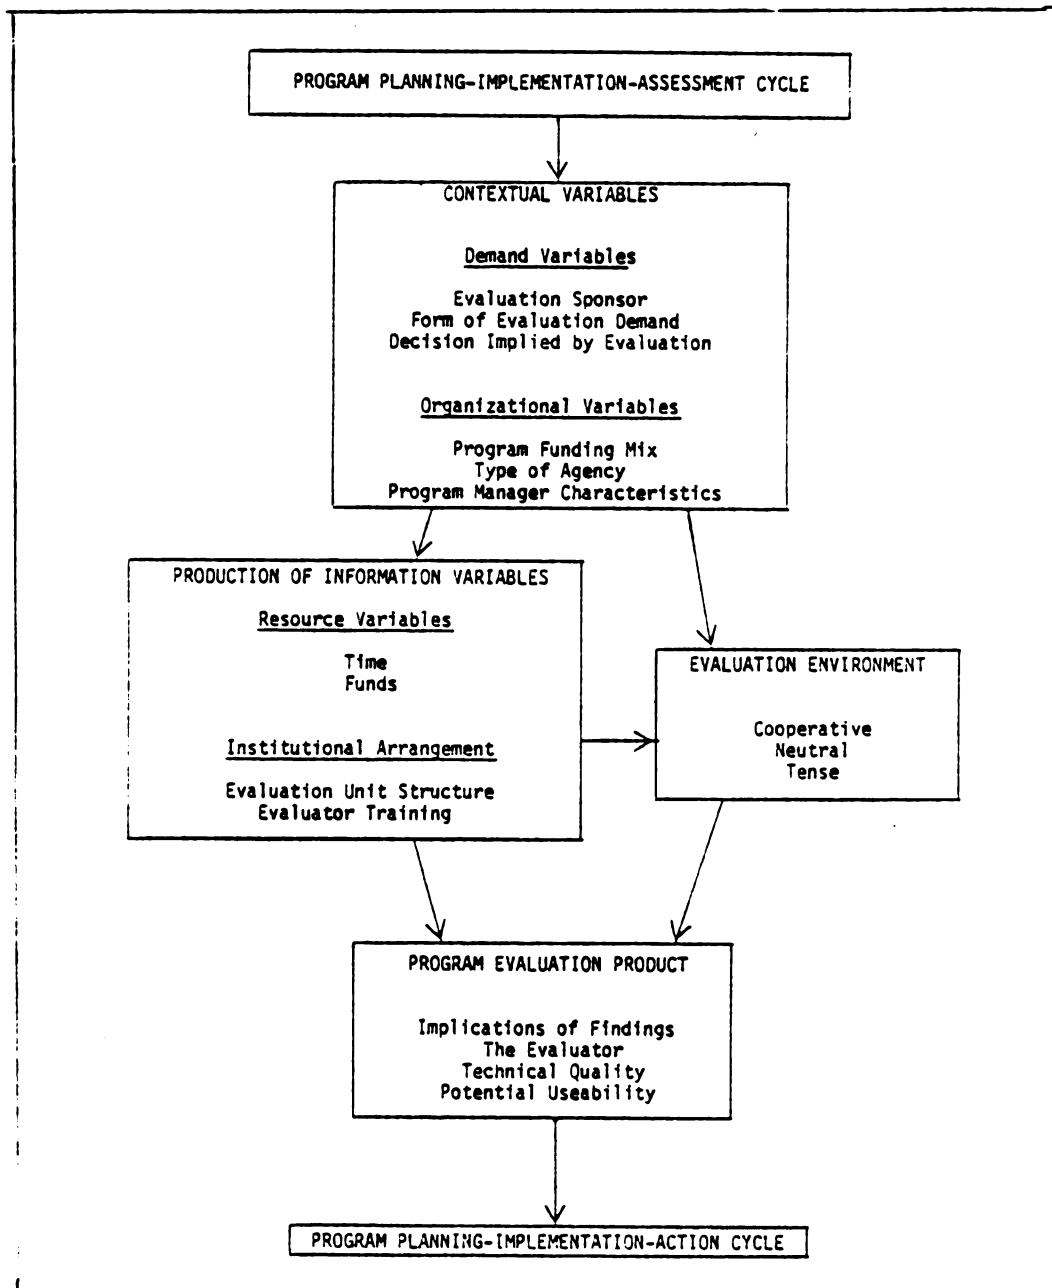 PROGRAM PLANNING-IMPLEMENTATION-ASSESSMENT CYCLE
CONTEXTUAL VARIABLES
Demand Variables
Evaluation Sponsor
Form of Evaluation Demand
Decision Implied by Evaluation
Organizational Variables
Program Funding Mix
Type of Agency
Program Manager Characteristics
PRODUCTION OF INFORMATION VARIABLES
Resource Variables
Time
Funds
Institutional Arrangement
Evaluation Unit Structure
Evaluator Training
EVALUATION ENVIRONMENT
Cooperative
Neutral
Tense
PROGRAM EVALUATION PRODUCT
Implications of Findings
The Evaluator
Technical Quality
Potential Useability
PROGRAM PLANNING-IMPLEMENTATION-ACTION CYCLE